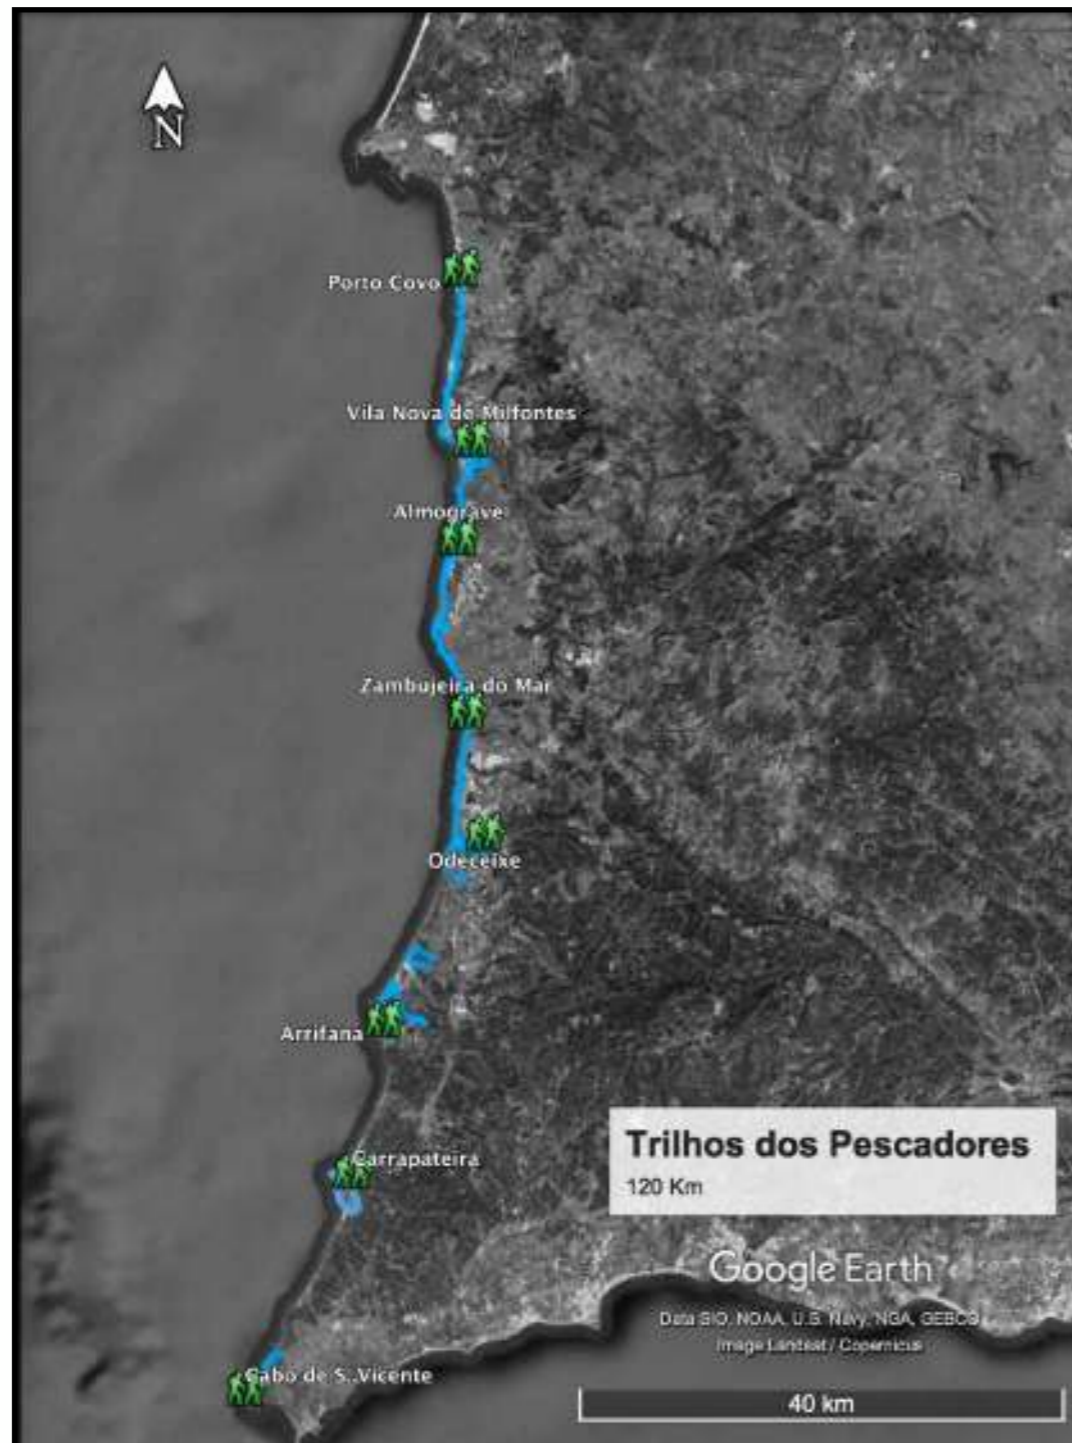 N
Porto Covo
Vila Nova de Milfontes
Almograve
Zambujeira do Mar
Odeceixe
Arrifana
Carrapateira
Trilhos dos Pescadores
120 Km
Google Earth
Data SIO, NOAA, U.S. Navy, NGA, GEBCO
Image Landsat / Copernicus
Cabo de S..Vicente
40 km